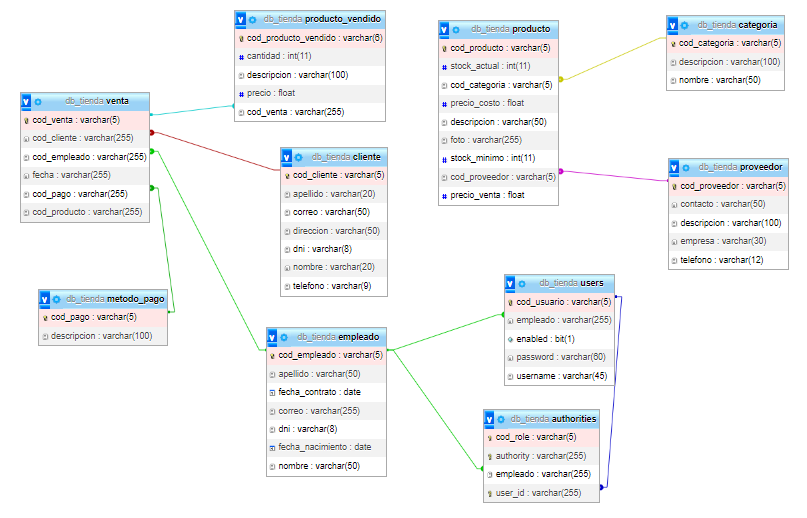 db_tienda producto_vendido
cod_producto_vendido : varchar(6)
cantidad : int(11)
descripcion : varchar(100)
precio : float
cod_venta : varchar(255)
db_tienda producto
cod_producto : varchar(5)
stock_actual : int(11)
cod_categoria : varchar(5)
precio_costo : float
descripcion : varchar(50)
foto : varchar(255)
stock_minimo : int(11)
cod_proveedor : varchar(5)
precio_venta : float
db_tienda categoria
cod_categoria : varchar(5)
descripcion : varchar(100)
nombre : varchar(50)
db_tienda venta
cod_venta : varchar(5)
cod_cliente : varchar(255)
cod_empleado : varchar(255)
fecha : varchar(255)
cod_pago : varchar(255)
cod_producto : varchar(255)
db_tienda cliente
cod_cliente : varchar(5)
apellido : varchar(20)
correo : varchar(50)
direccion : varchar(50)
dni : varchar(8)
nombre : varchar(20)
telefono : varchar(9)
db_tienda proveedor
cod_proveedor : varchar(5)
contacto : varchar(50)
descripcion : varchar(100)
empresa : varchar(30)
telefono : varchar(12)
db_tienda metodo_pago
cod_pago : varchar(5)
descripcion : varchar(100)
db_tienda empleado
cod_empleado : varchar(5)
apellido : varchar(50)
fecha_contrato : date
correo : varchar(255)
dni : varchar(8)
fecha_nacimiento : date
nombre : varchar(50)
db_tienda users
cod_usuario : varchar(5)
empleado : varchar(255)
enabled : bit(1)
password : varchar(60)
username : varchar(45)
db_tienda authorities
cod_role : varchar(5)
authority : varchar(255)
empleado : varchar(255)
user_id : varchar(255)